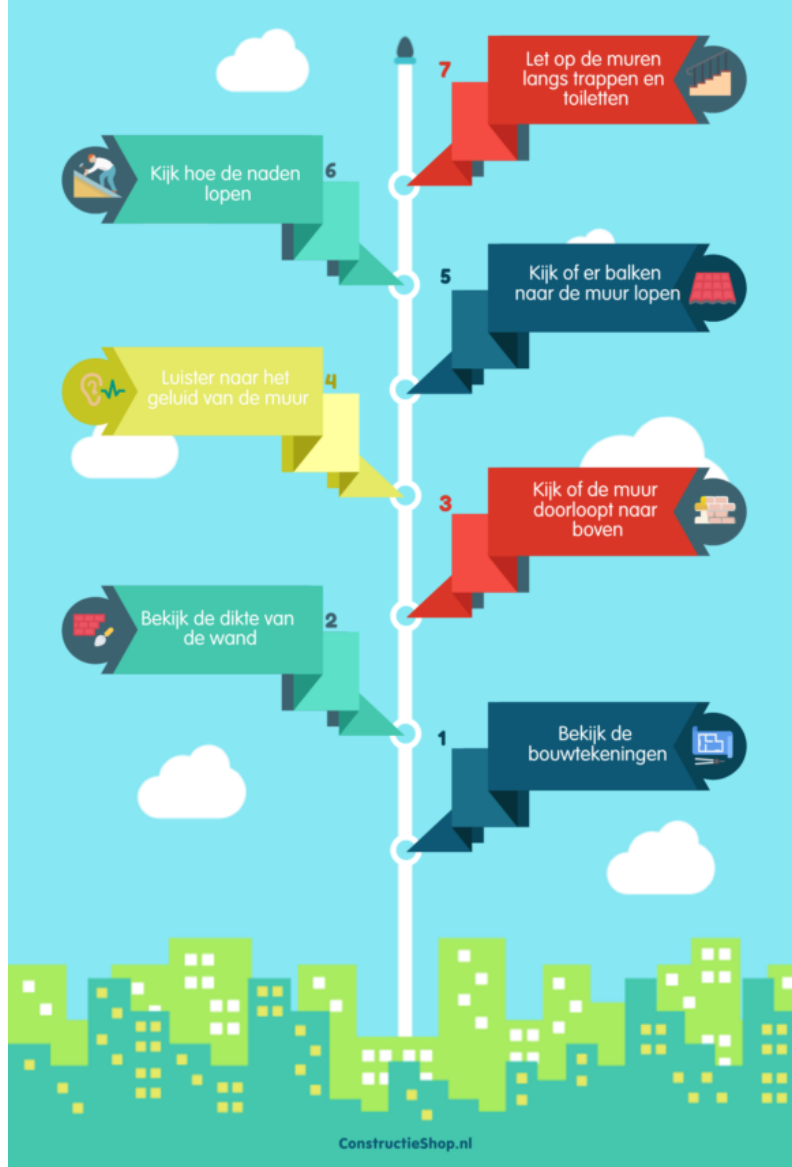 7
Let op de muren
langs trappen en
toiletten
6
Kijk hoe de naden
lopen
5
Kijk of er balken
naar de muur lopen
4
Luister naar het
geluid van de muur
3
Kijk of de muur
doorloopt naar
boven
2
Bekijk de dikte van
de wand
1
Bekijk de
bouwtekeningen
ConstructieShop.nl